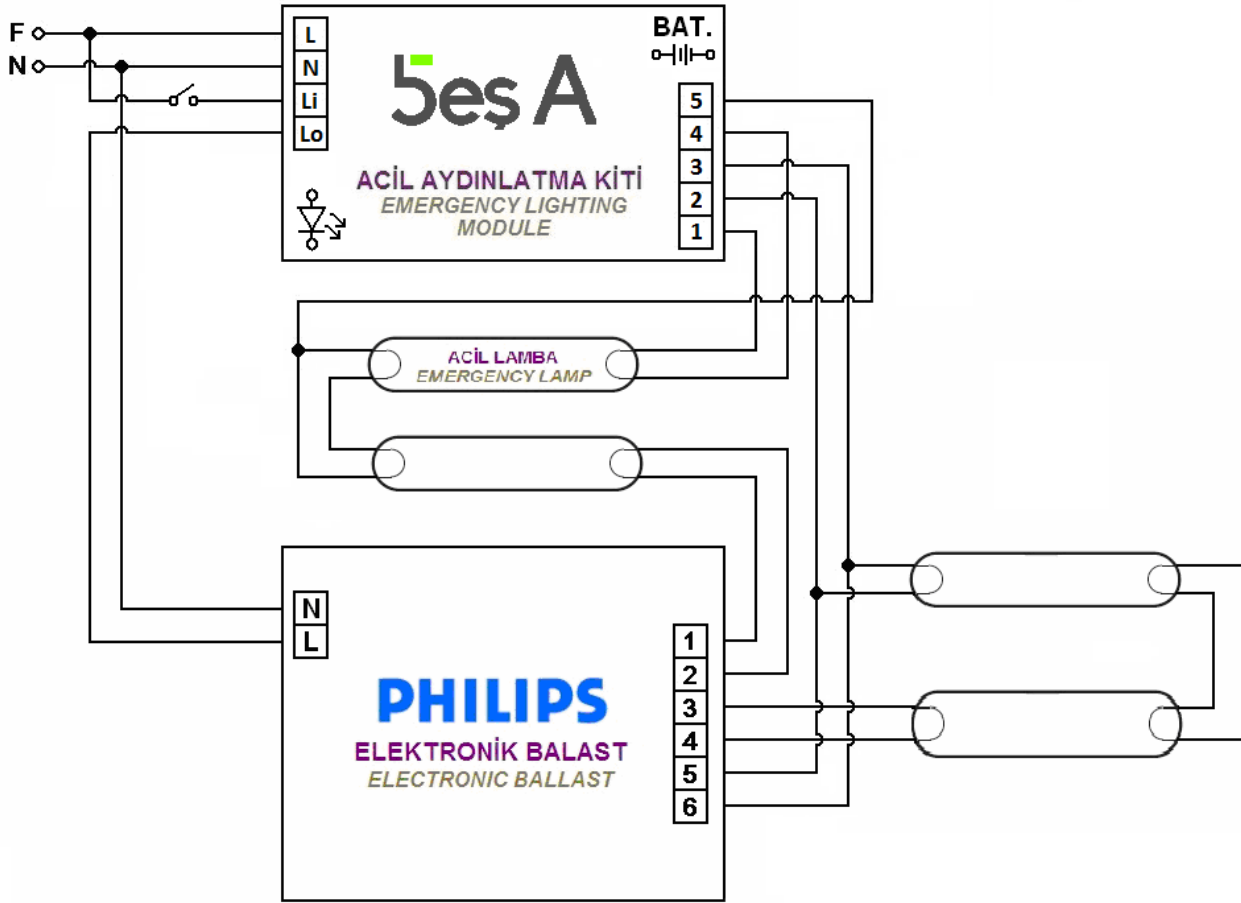 F
N
L
N
Li
Lo
beş A
BAT.
5
4
3
2
1
ACİL AYDINLATMA KİTİ
EMERGENCY LIGHTING
MODULE
ACİL LAMBA
EMERGENCY LAMP
N
L
PHILIPS
ELEKTRONİK BALAST
ELECTRONIC BALLAST
1
2
3
4
5
6